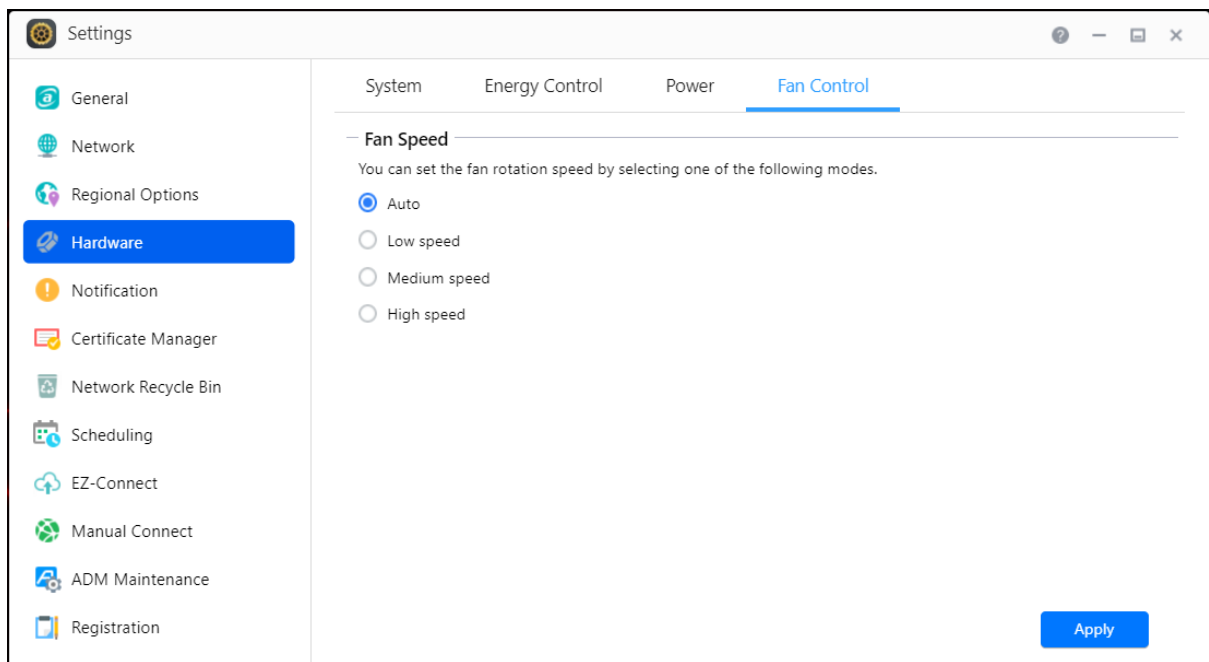 Settings
General
Network
Regional Options
Hardware
Notification
Certificate Manager
Network Recycle Bin
Scheduling
EZ-Connect
Manual Connect
ADM Maintenance
Registration
System Energy Control Power Fan Control
Fan Speed
You can set the fan rotation speed by selecting one of the following modes.
Auto
Low speed
Medium speed
High speed
Apply